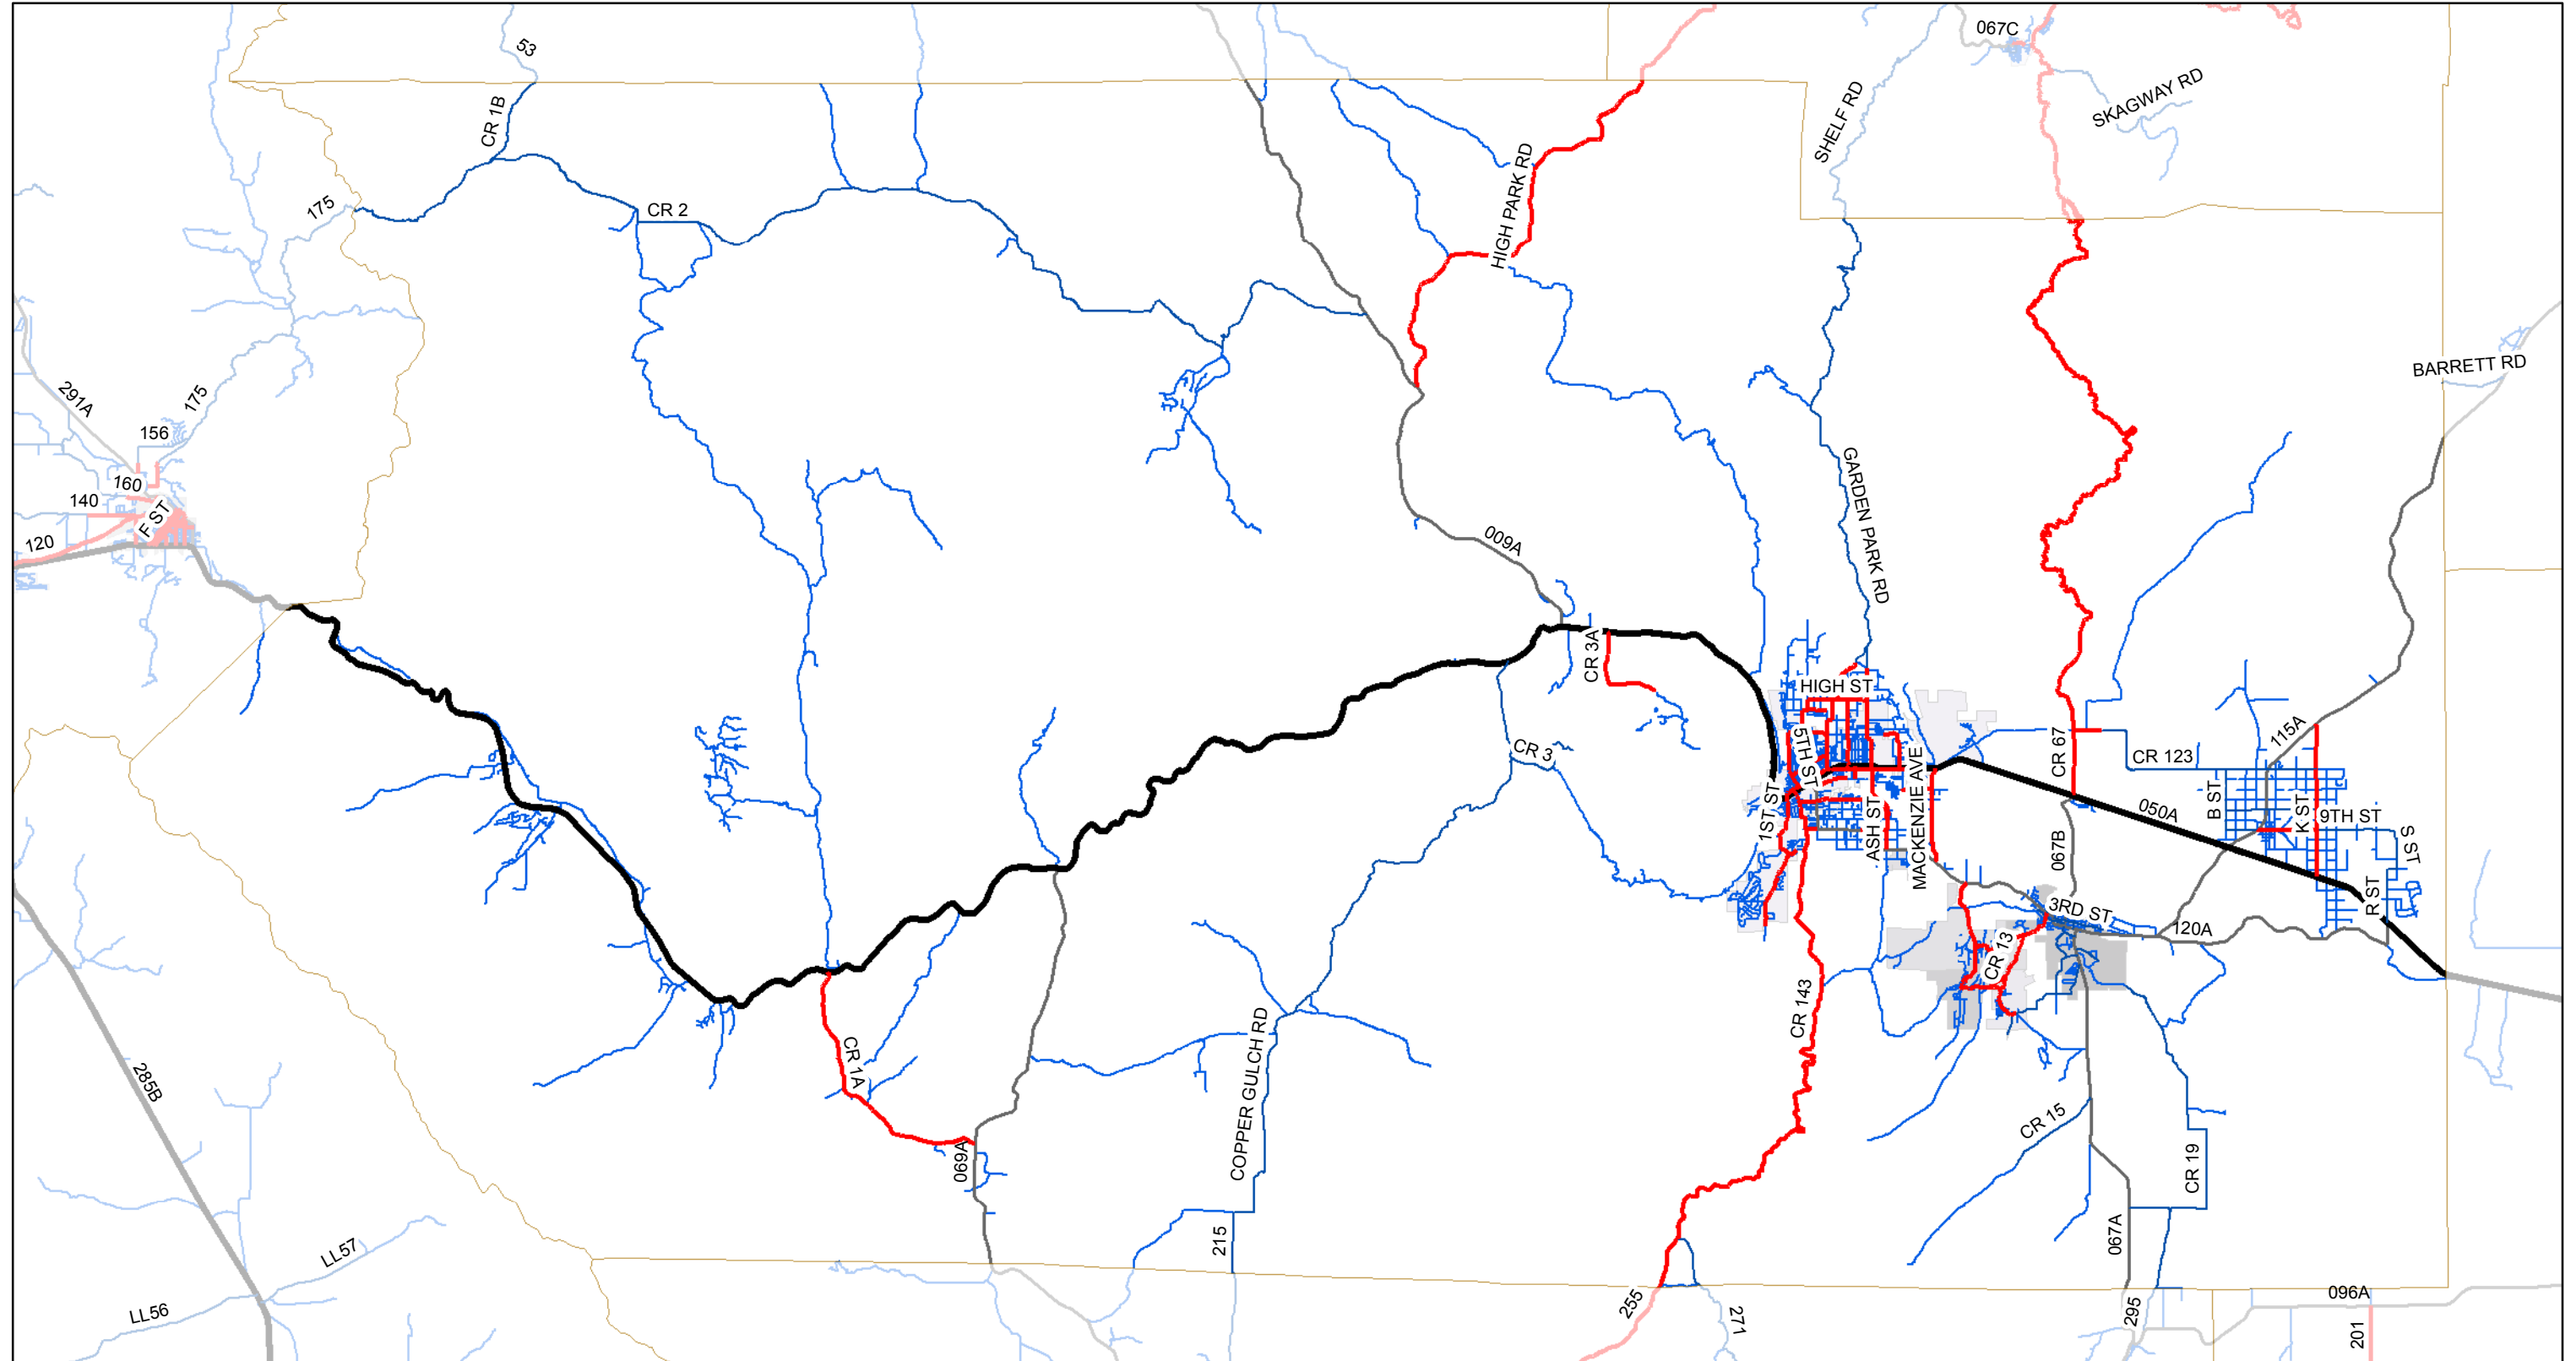 067C
53
SKAGWAY RD
SHELF RD
CR 1B
HIGH PARK RD
175
CR 2
BARRETT RD
291A
175
156
160
140
F ST
120
GARDEN PARK RD
009A
CR 3A
HIGH ST
5TH ST
CR 3
1ST ST
ASH ST
MACKENZIE AVE
CR 67
CR 123
115A
B ST
K ST
9TH ST
S ST
050A
067B
R ST
3RD ST
120A
CR 13
CR 143
285B
CR 1A
COPPER GULCH RD
069A
CR 15
CR 19
215
067A
LL57
LL56
255
271
295
096A
201